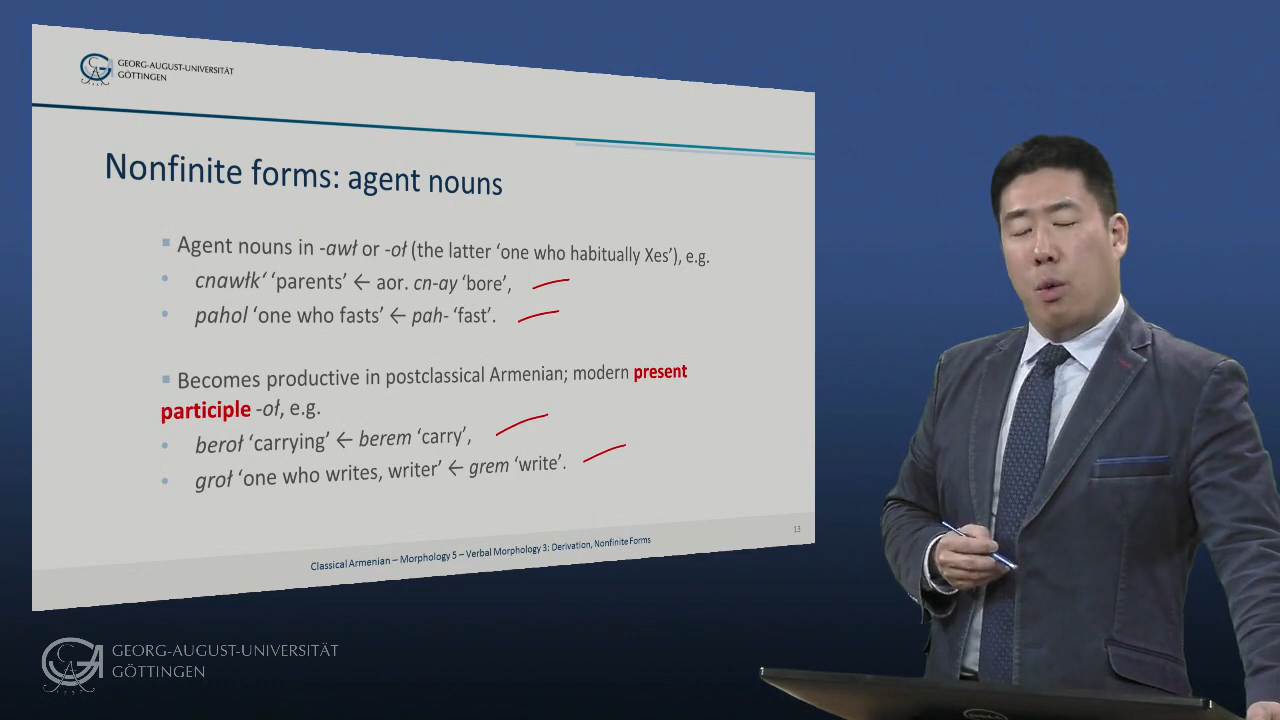 GEORG-AUGUST-UNIVERSITÄT
GÖTTINGEN
Nonfinite forms: agent nouns
▪ Agent nouns in -awł or -oł (the latter ‘one who habitually Xes’), e.g.
• cnawłk‘ ‘parents’ ← aor. cn-ay ‘bore’,
• pahol ‘one who fasts’ ← pah- ‘fast’.
▪ Becomes productive in postclassical Armenian; modern present
participle -oł, e.g.
• beroł ‘carrying’ ← berem ‘carry’,
• groł ‘one who writes, writer’ ← grem ‘write’.
13
Classical Armenian – Morphology 5 – Verbal Morphology 3: Derivation, Nonfinite Forms
GEORG-AUGUST-UNIVERSITÄT
GÖTTINGEN